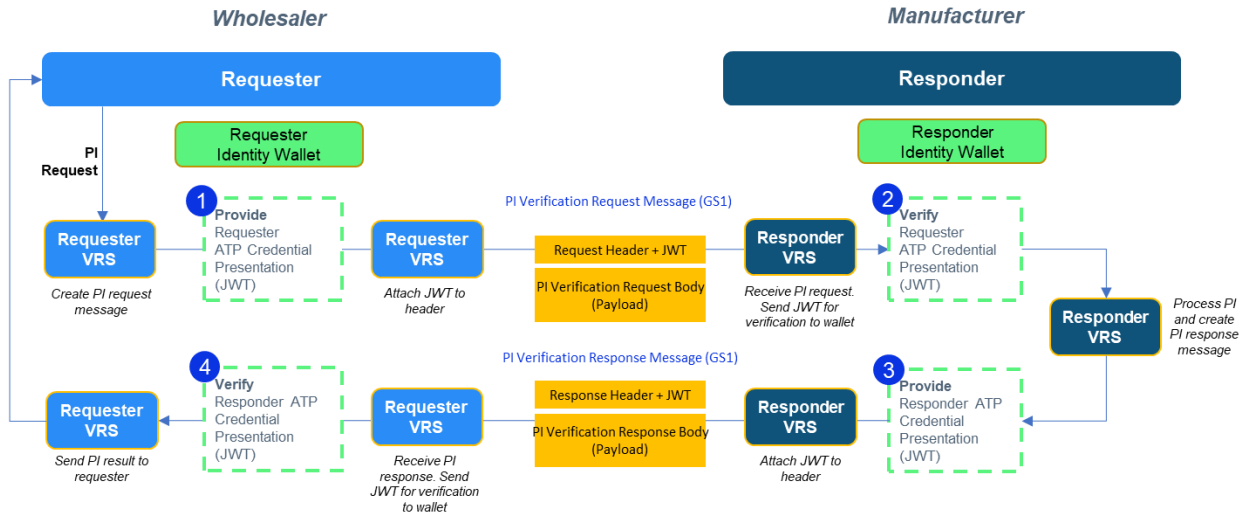 Wholesaler
Manufacturer
Requester
Responder
Requester
Identity Wallet
Responder
Identity Wallet
PI
Request
1
Provide
Requester
ATP Credential
Presentation
(JWT)
Requester
VRS
Create PI request
message
Requester
VRS
Attach JWT to
header
PI Verification Request Message (GS1)
Request Header + JWT
PI Verification Request Body
(Payload)
Responder
VRS
Receive PI request.
Send JWT for
verification to wallet
2
Verify
Requester
ATP Credential
Presentation
(JWT)
Responder
VRS
Process PI
and create
PI response
message
3
Provide
Responder ATP
Credential
Presentation
(JWT)
Responder
VRS
Attach JWT to
header
PI Verification Response Message (GS1)
Response Header + JWT
PI Verification Response Body
(Payload)
Requester
VRS
Receive PI
response. Send
JWT for verification
to wallet
4
Verify
Responder ATP
Credential
Presentation
(JWT)
Requester
VRS
Send PI result to
requester